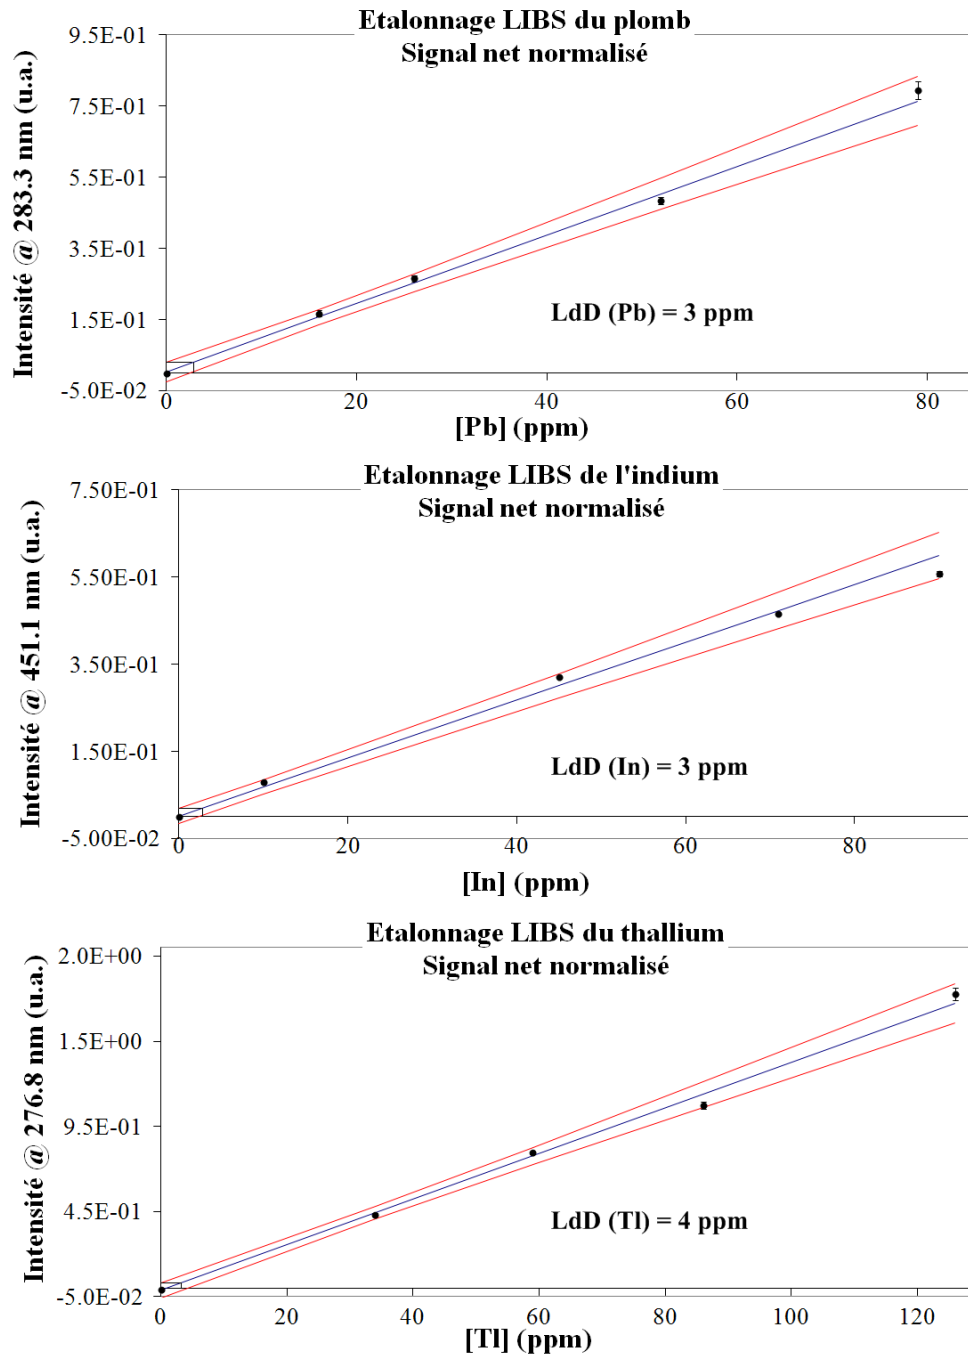 Etalonnage LIBS du plomb
Signal net normalisé
Intensité @ 283.3 nm (u.a.)
9.5E-01
7.5E-01
5.5E-01
3.5E-01
1.5E-01
-5.0E-02
LdD (Pb) = 3 ppm
0 20 40 60 80
[Pb] (ppm)
Etalonnage LIBS de l'indium
Signal net normalisé
Intensité @ 451.1 nm (u.a.)
7.50E-01
5.50E-01
3.50E-01
1.50E-01
-5.00E-02
LdD (In) = 3 ppm
0 20 40 60 80
[In] (ppm)
Etalonnage LIBS du thallium
Signal net normalisé
Intensité @ 276.8 nm (u.a.)
2.0E+00
1.5E+00
9.5E-01
4.5E-01
-5.0E-02
LdD (Tl) = 4 ppm
0 20 40 60 80 100 120
[Tl] (ppm)